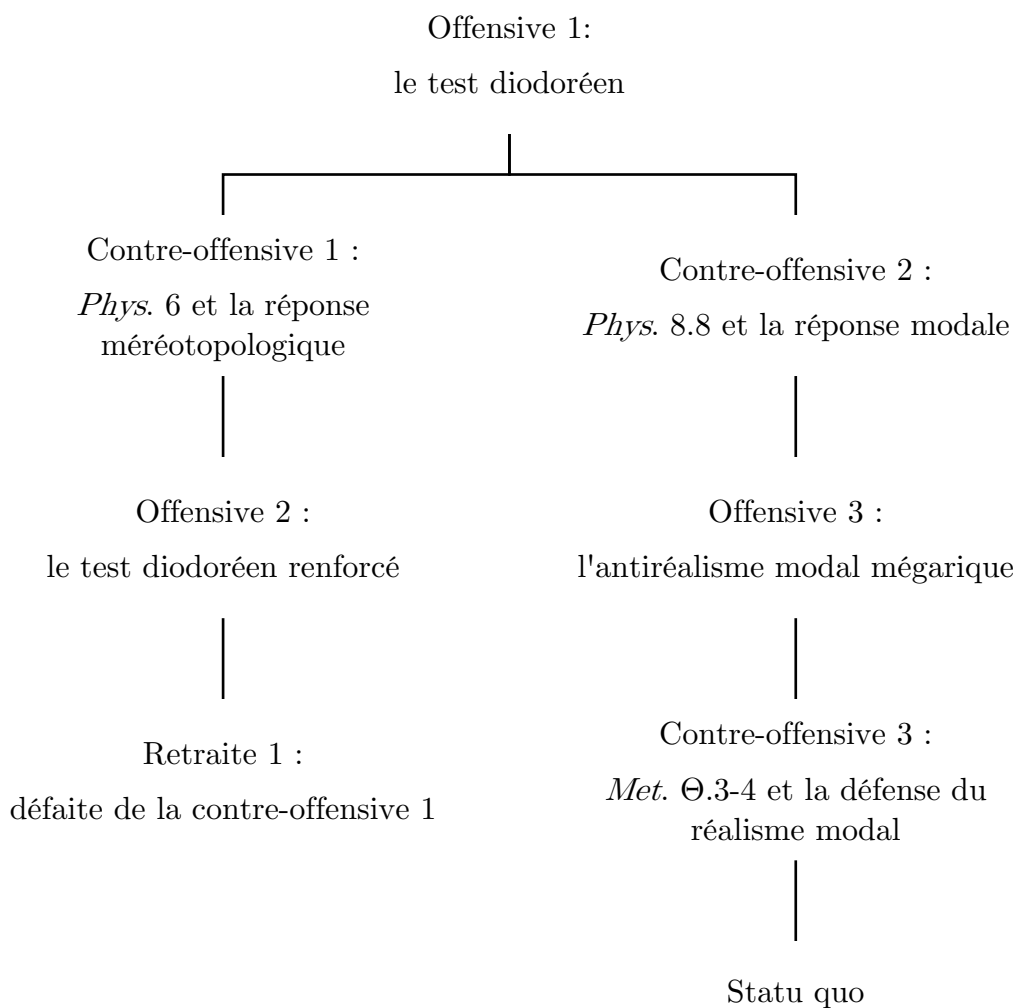 Offensive 1:
le test diodoréen
Contre-offensive 1 :
Phys. 6 et la réponse
méréotopologique
Contre-offensive 2 :
Phys. 8.8 et la réponse modale
Offensive 2 :
le test diodoréen renforcé
Offensive 3 :
l'antiréalisme modal mégarique
Retraite 1 :
défaite de la contre-offensive 1
Contre-offensive 3 :
Met. Θ.3-4 et la défense du
réalisme modal
Statu quo